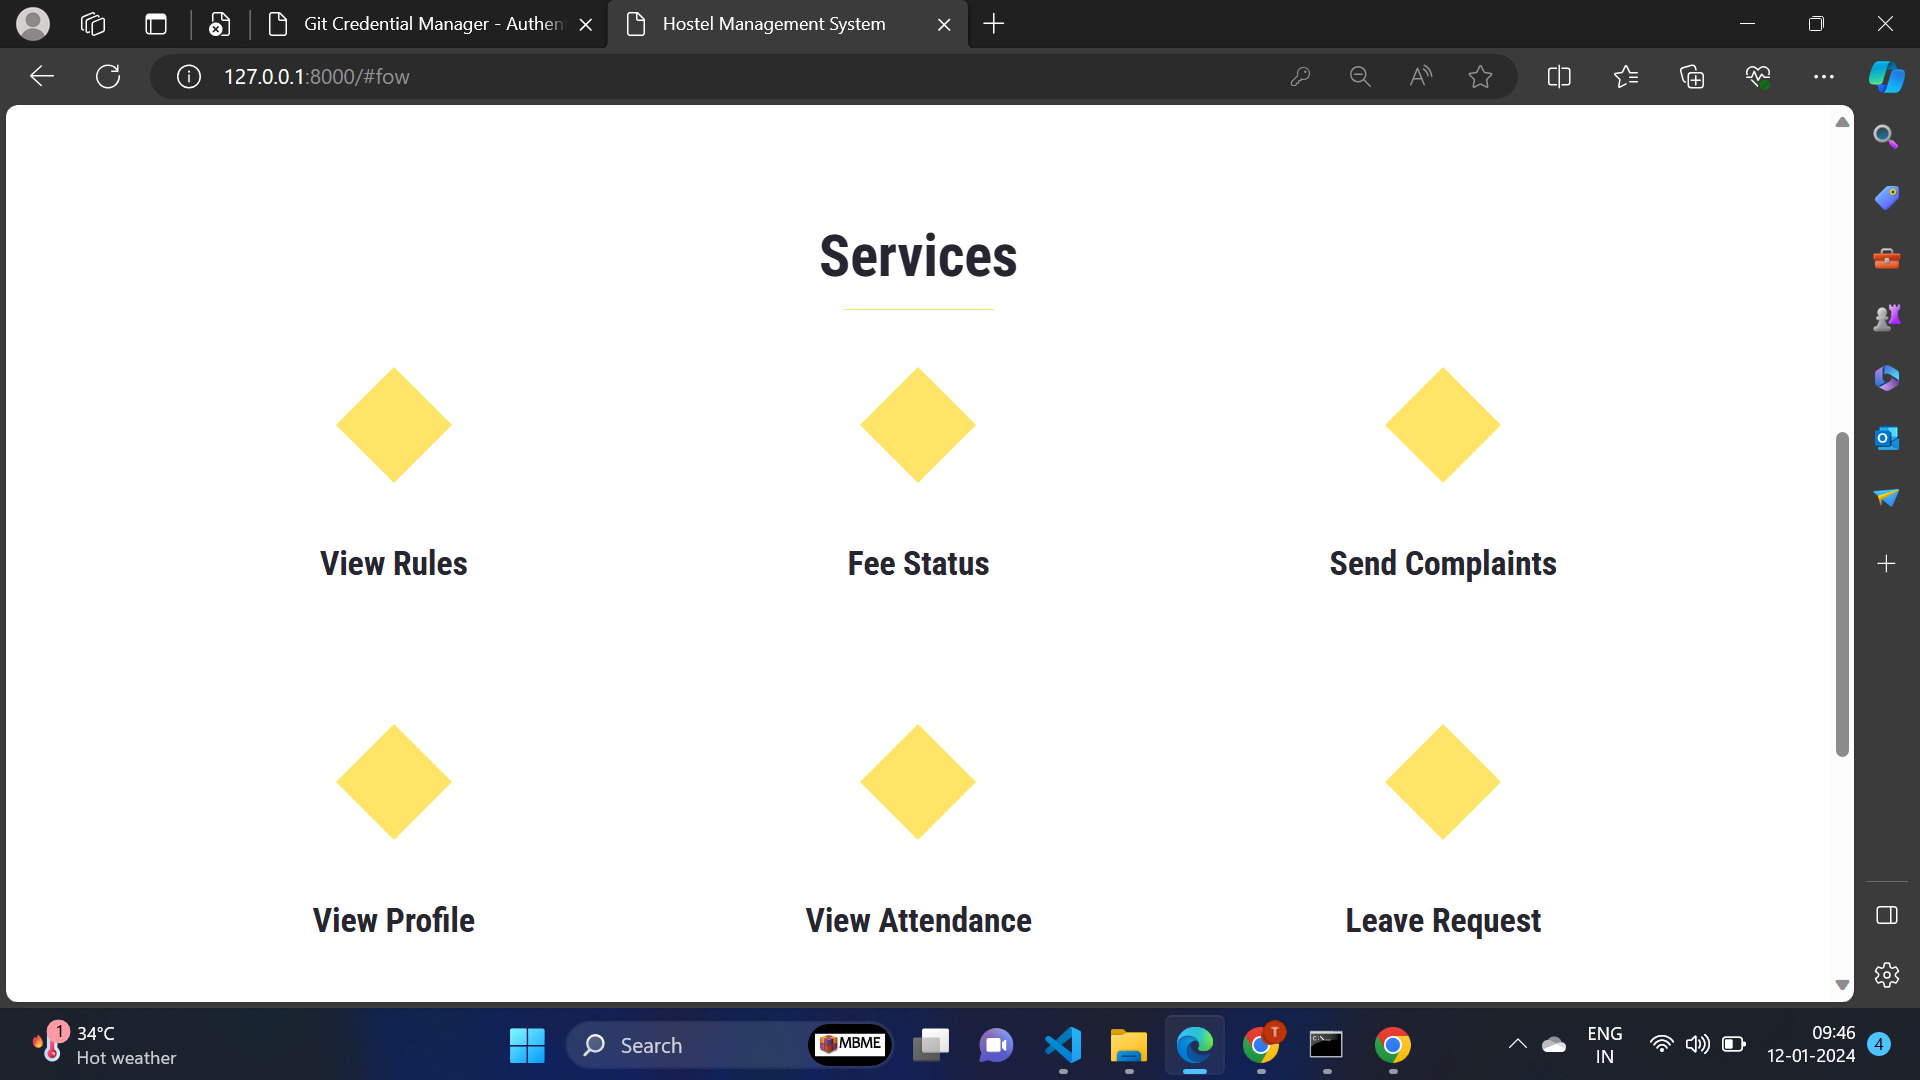 Git Credential Manager - Authen
Hostel Management System
127.0.0.1:8000/#fow
Services
View Rules
Fee Status
Send Complaints
View Profile
View Attendance
Leave Request
1
34°C
Hot weather
Search
MBME
T
ENG
IN
09:46
12-01-2024
4